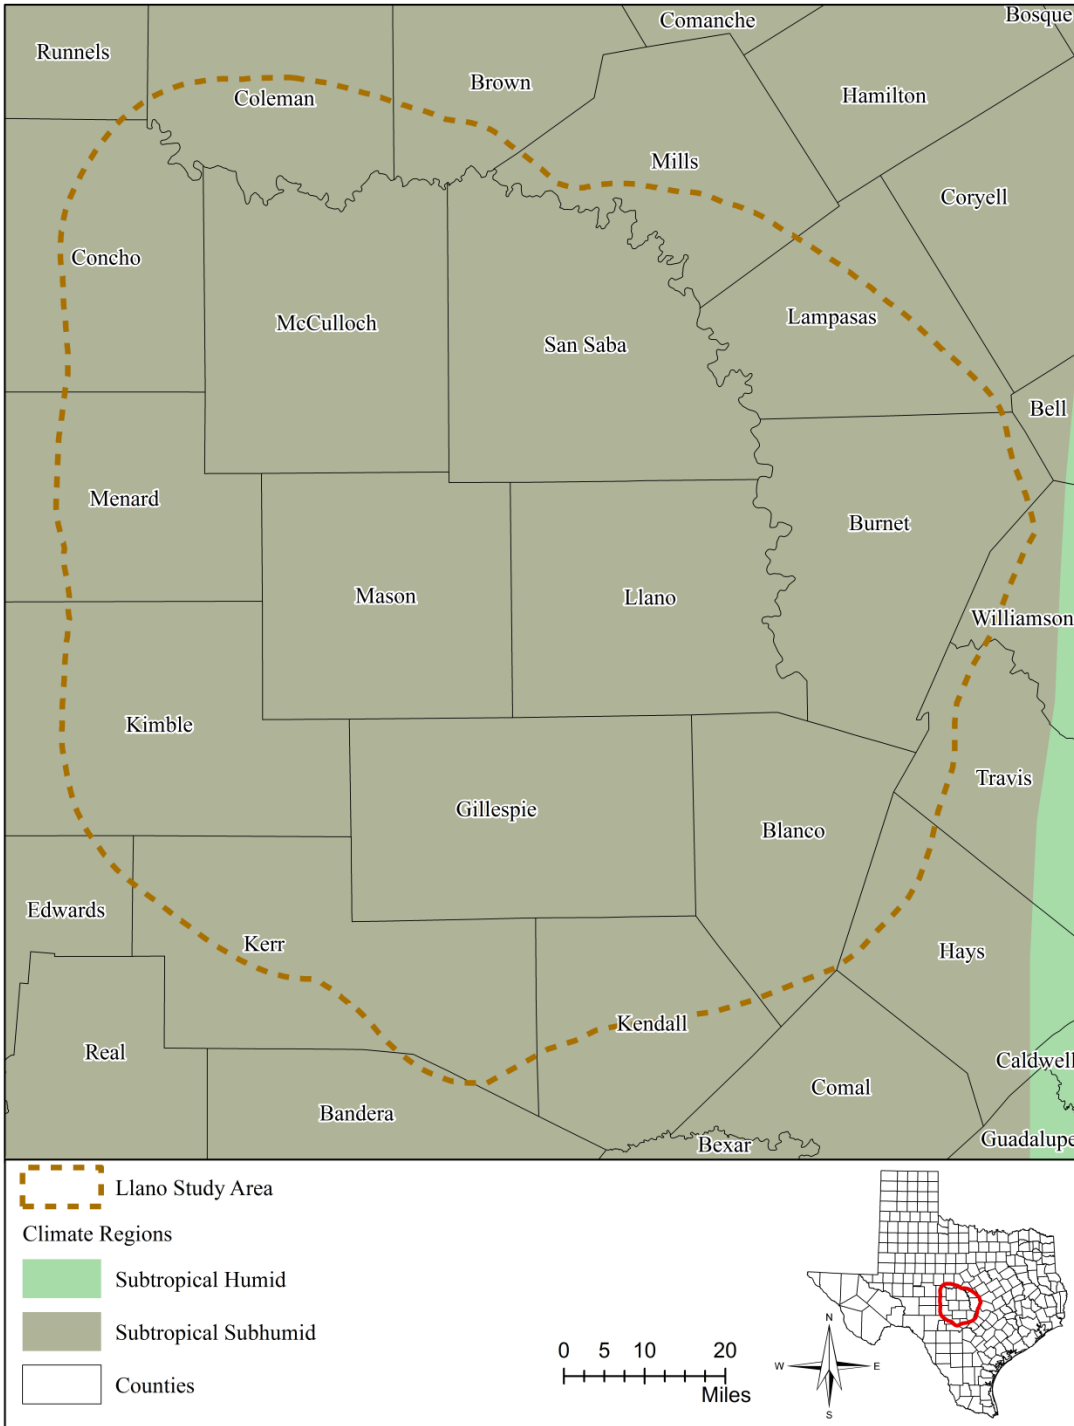 Comanche
Bosque
Runnels
Coleman
Brown
Hamilton
Mills
Coryell
Concho
McCulloch
San Saba
Lampasas
Bell
Menard
Burnet
Mason
Llano
Williamson
Kimble
Travis
Gillespie
Blanco
Edwards
Kerr
Hays
Kendall
Real
Caldwell
Comal
Bandera
Bexar
Guadalupe
Llano Study Area
Climate Regions
Subtropical Humid
Subtropical Subhumid
Counties
0 5 10 20
Miles
N
W E
S